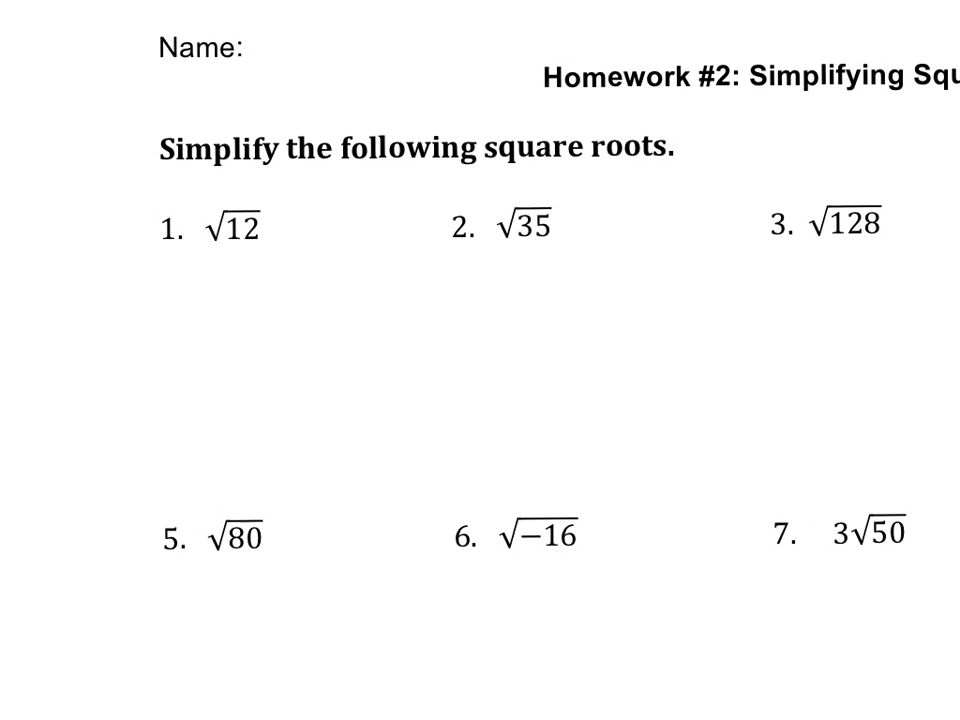 Name:
Homework #2: Simplifying Squ
Simplify the following square roots.
1. √12 2. √35 3. √128
5. √80 6. √−16 7. 3√50